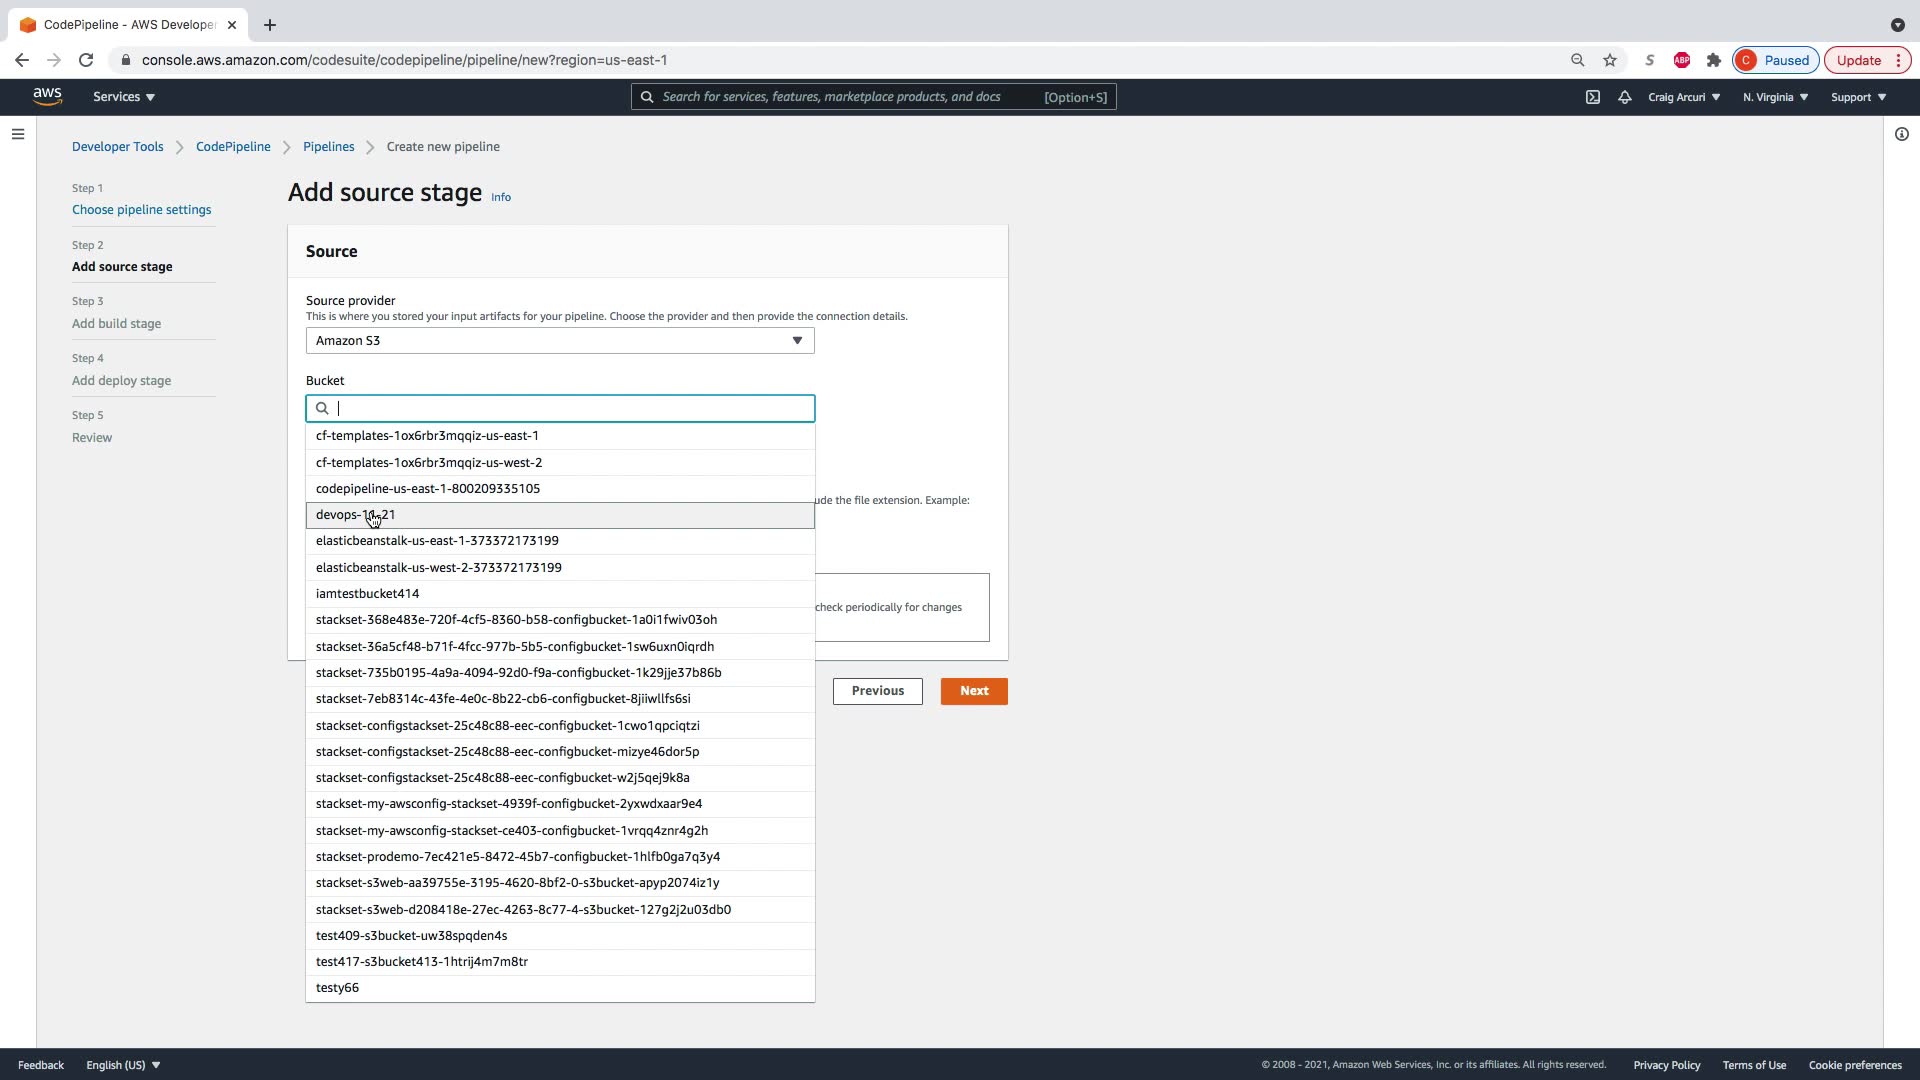 CodePipeline - AWS Developer
console.aws.amazon.com/codesuite/codepipeline/pipeline/new?region=us-east-1
S
ABP
C
Paused
Update
aws
Services
Search for services, features, marketplace products, and docs
[Option+S]
Craig Arcuri
N. Virginia
Support
Developer Tools
CodePipeline
Pipelines
Create new pipeline
Step 1
Choose pipeline settings
Step 2
Add source stage
Step 3
Add build stage
Step 4
Add deploy stage
Step 5
Review
Add source stage
Info
Source
Source provider
This is where you stored your input artifacts for your pipeline. Choose the provider and then provide the connection details.
Amazon S3
Bucket
cf-templates-1ox6rbr3mqqiz-us-east-1
cf-templates-1ox6rbr3mqqiz-us-west-2
codepipeline-us-east-1-800209335105
ude the file extension. Example:
devops-11-21
elasticbeanstalk-us-east-1-373372173199
elasticbeanstalk-us-west-2-373372173199
iamtestbucket414
check periodically for changes
stackset-368e483e-720f-4cf5-8360-b58-configbucket-1a0i1fwiv03oh
stackset-36a5cf48-b71f-4fcc-977b-5b5-configbucket-1sw6uxn0iqrdh
stackset-735b0195-4a9a-4094-92d0-f9a-configbucket-1k29jje37b86b
stackset-7eb8314c-43fe-4e0c-8b22-cb6-configbucket-8jiiwllfs6si
stackset-configstackset-25c48c88-eec-configbucket-1cwo1qpciqtzi
stackset-configstackset-25c48c88-eec-configbucket-mizye46dor5p
stackset-configstackset-25c48c88-eec-configbucket-w2j5qej9k8a
stackset-my-awsconfig-stackset-4939f-configbucket-2yxwdxaar9e4
stackset-my-awsconfig-stackset-ce403-configbucket-1vrqq4znr4g2h
stackset-prodemo-7ec421e5-8472-45b7-configbucket-1hlfb0ga7q3y4
stackset-s3web-aa39755e-3195-4620-8bf2-0-s3bucket-apyp2074iz1y
stackset-s3web-d208418e-27ec-4263-8c77-4-s3bucket-127g2j2u03db0
test409-s3bucket-uw38spqden4s
test417-s3bucket413-1htrij4m7m8tr
testy66
Previous
Next
Feedback
English (US)
© 2008 - 2021, Amazon Web Services, Inc. or its affiliates. All rights reserved.
Privacy Policy
Terms of Use
Cookie preferences